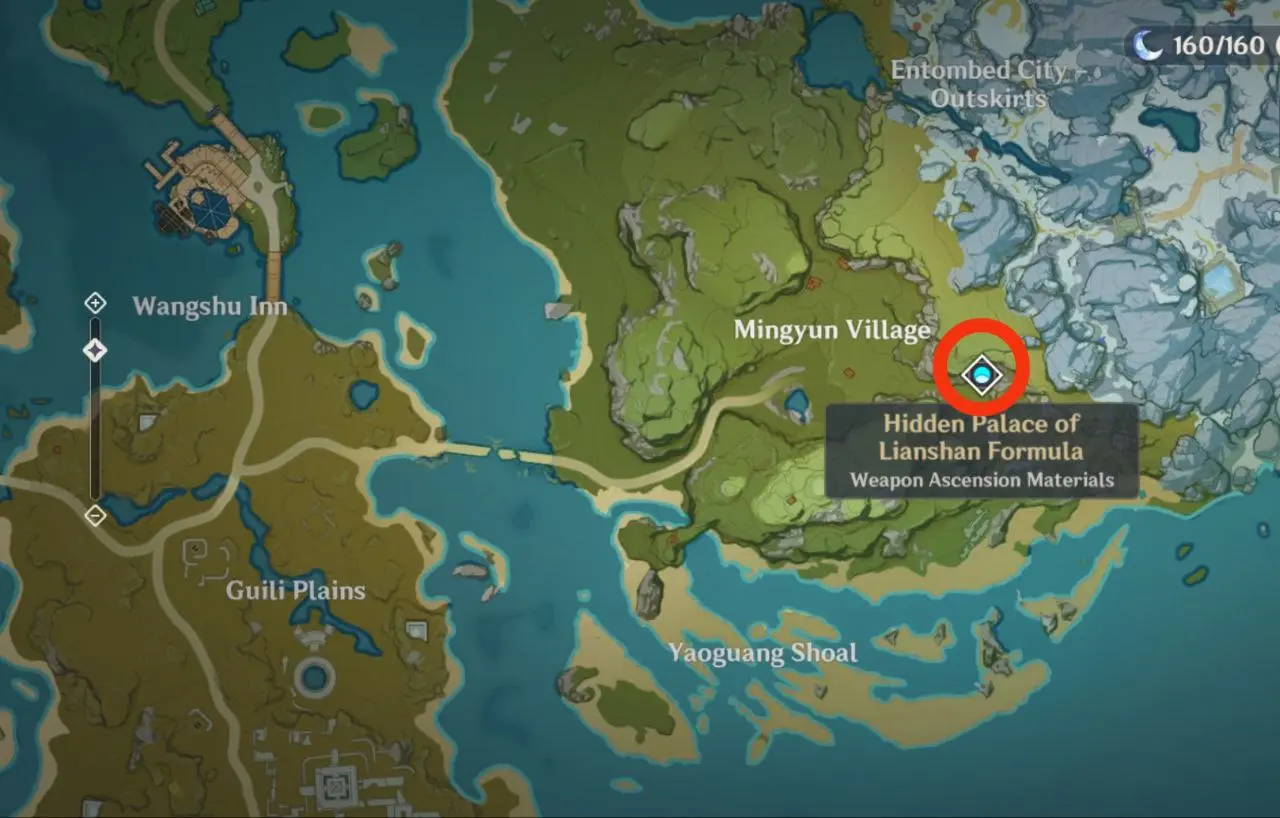 160/160
Entombed City -
Outskirts
Wangshu Inn
Mingyun Village
Hidden Palace of
Lianshan Formula
Weapon Ascension Materials
Guili Plains
Yaoguang Shoal